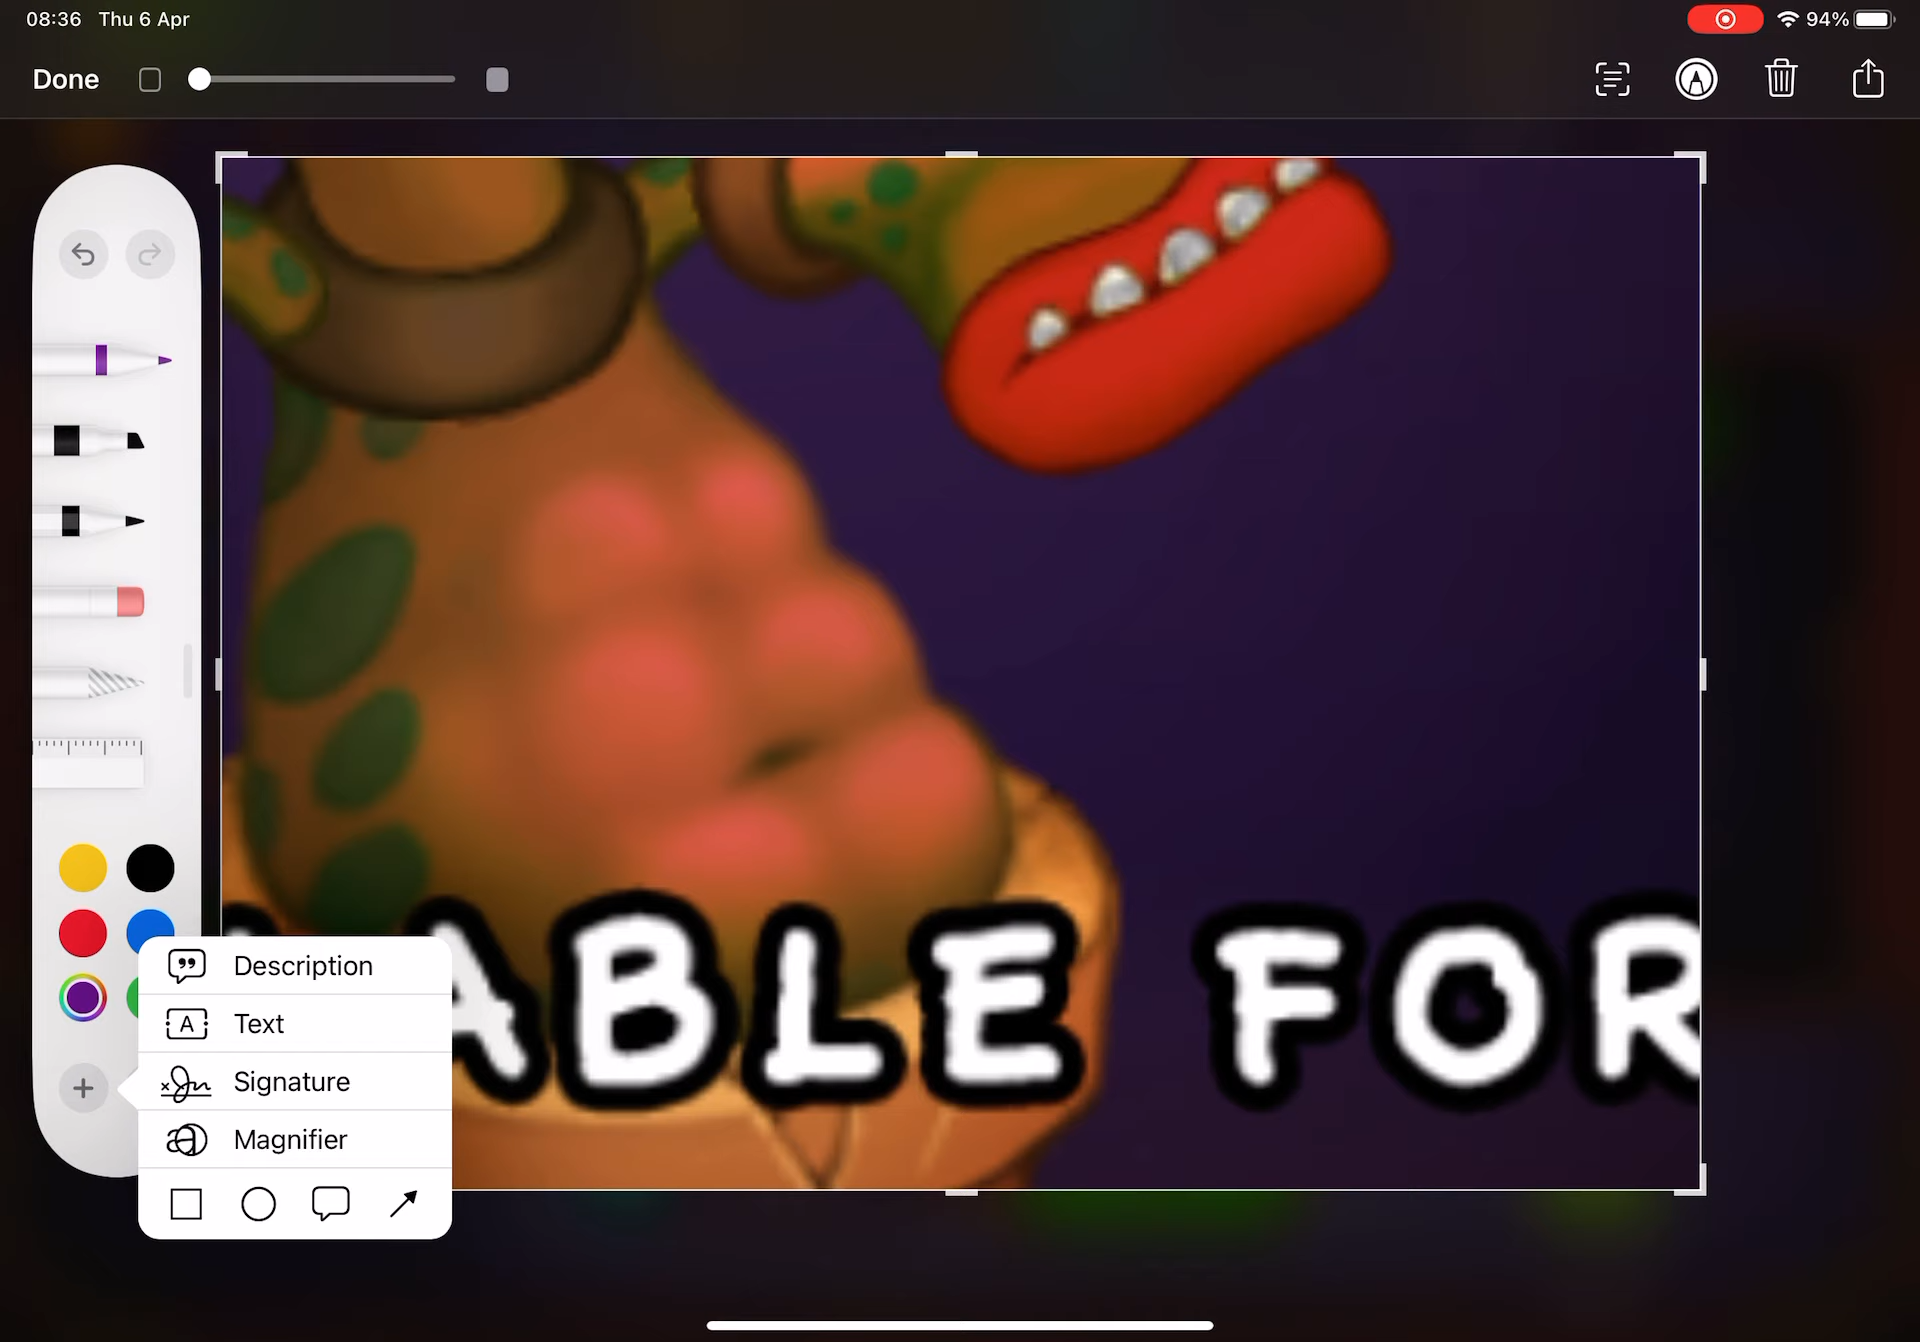 08:36 Thu 6 Apr 94%
Done
ABLE FOR
Description
Text
Signature
Magnifier